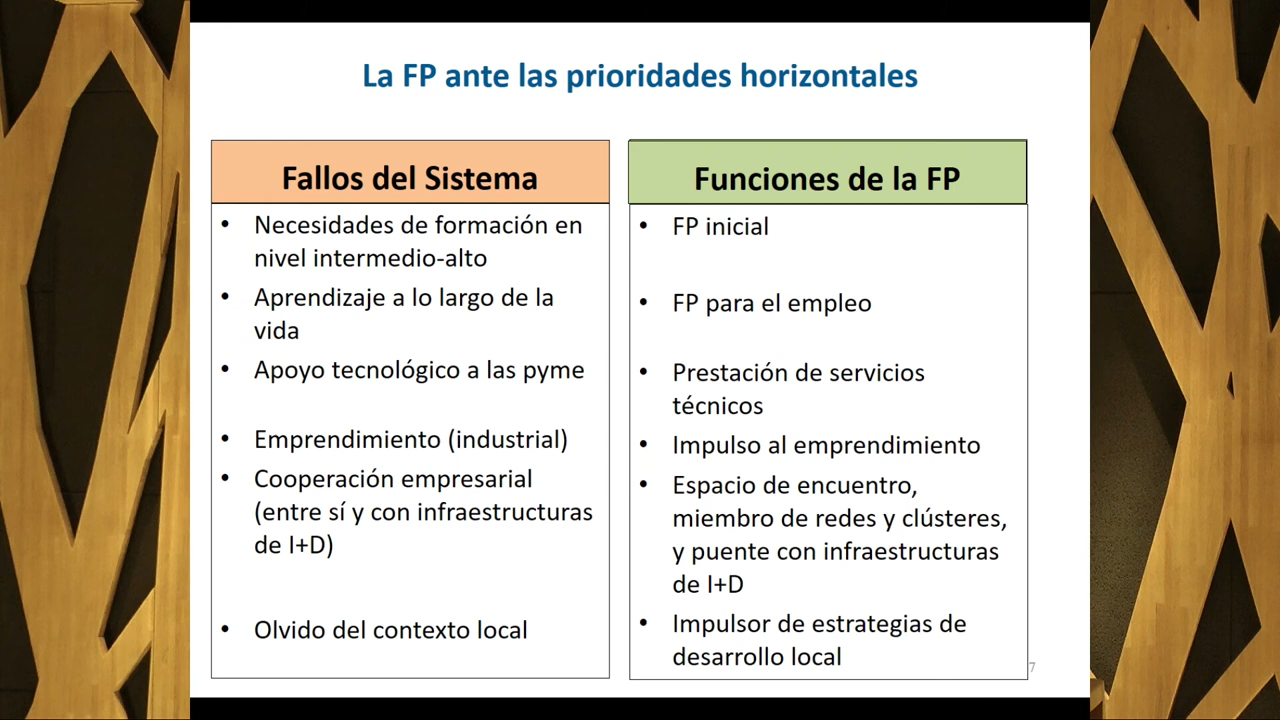 La FP ante las prioridades horizontales
Fallos del Sistema
• Necesidades de formación en
nivel intermedio-alto
• Aprendizaje a lo largo de la
vida
• Apoyo tecnológico a las pyme
• Emprendimiento (industrial)
• Cooperación empresarial
(entre sí y con infraestructuras
de I+D)
• Olvido del contexto local
Funciones de la FP
• FP inicial
• FP para el empleo
• Prestación de servicios
técnicos
• Impulso al emprendimiento
• Espacio de encuentro,
miembro de redes y clústeres,
y puente con infraestructuras
de I+D
• Impulsor de estrategias de
desarrollo local
7